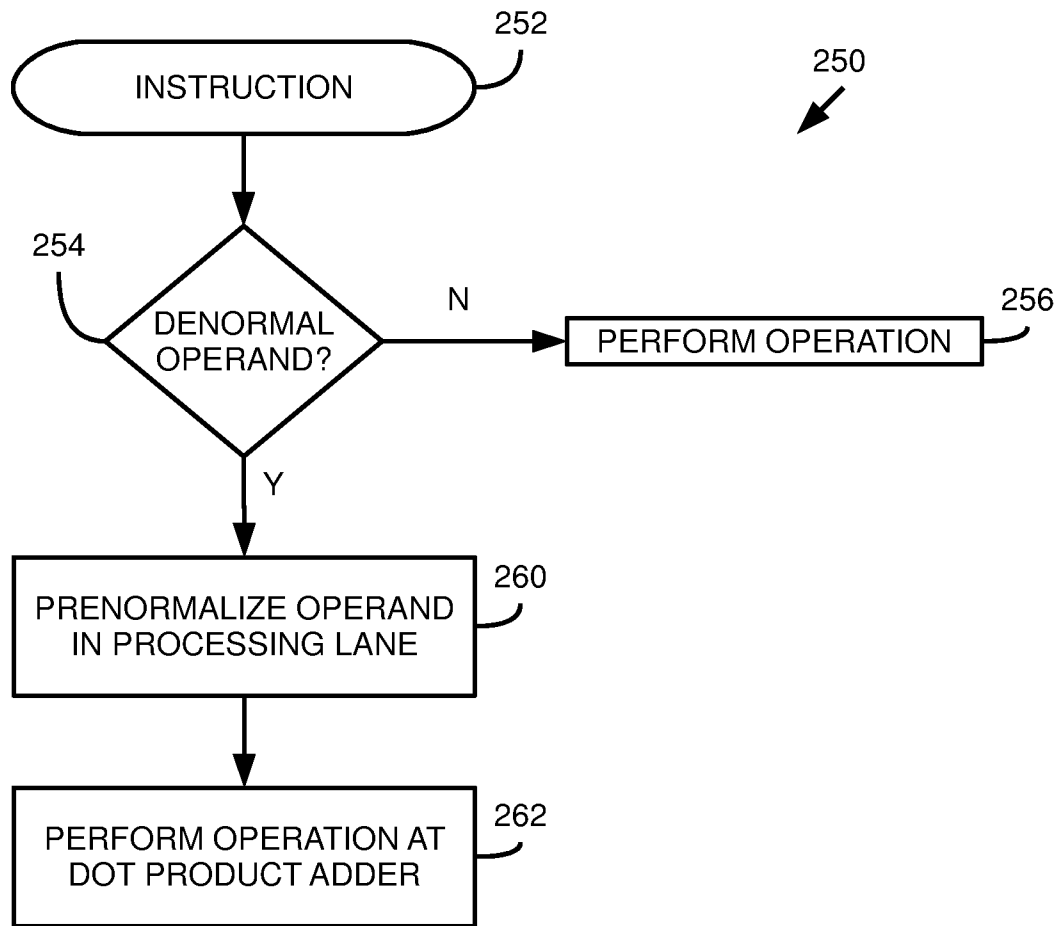 252
INSTRUCTION
250
254
DENORMAL
OPERAND?
N
256
PERFORM OPERATION
Y
260
PRENORMALIZE OPERAND
IN PROCESSING LANE
262
PERFORM OPERATION AT
DOT PRODUCT ADDER